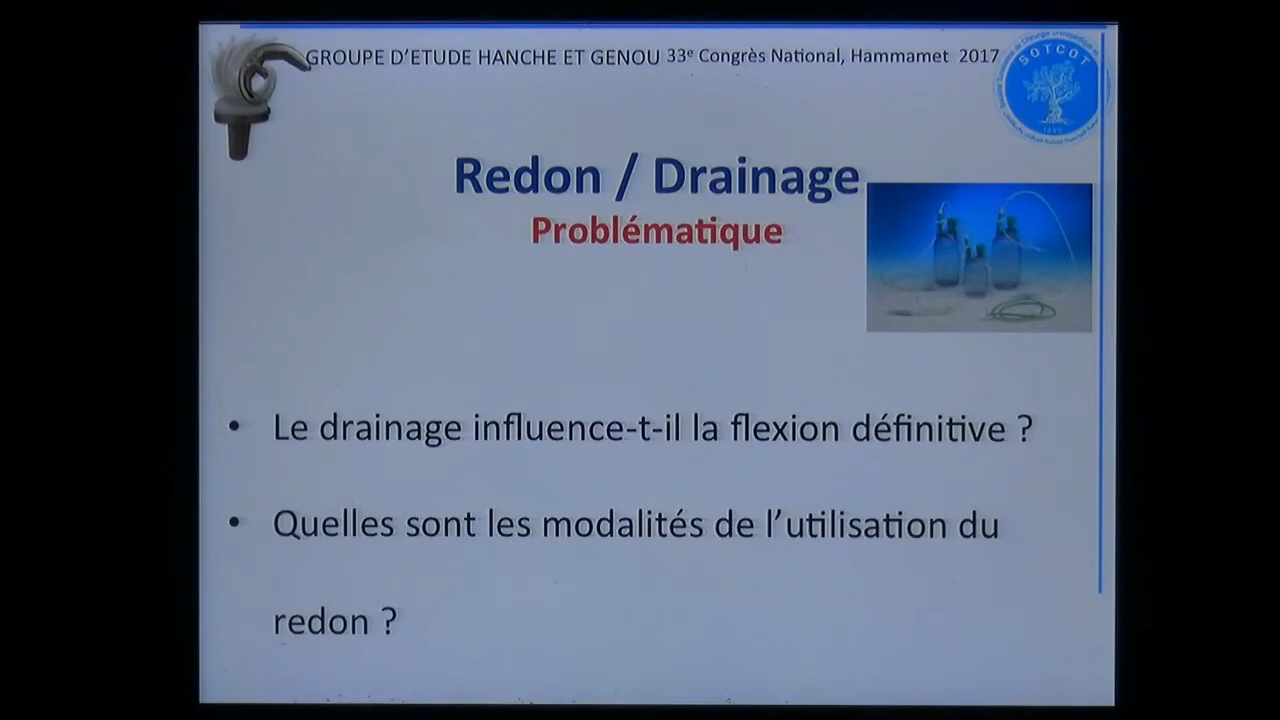 GROUPE D'ETUDE HANCHE ET GENOU 33e Congrès National, Hammamet 2017
SOTCOT
Redon / Drainage
Problématique
• Le drainage influence-t-il la flexion définitive ?
• Quelles sont les modalités de l'utilisation du
redon ?